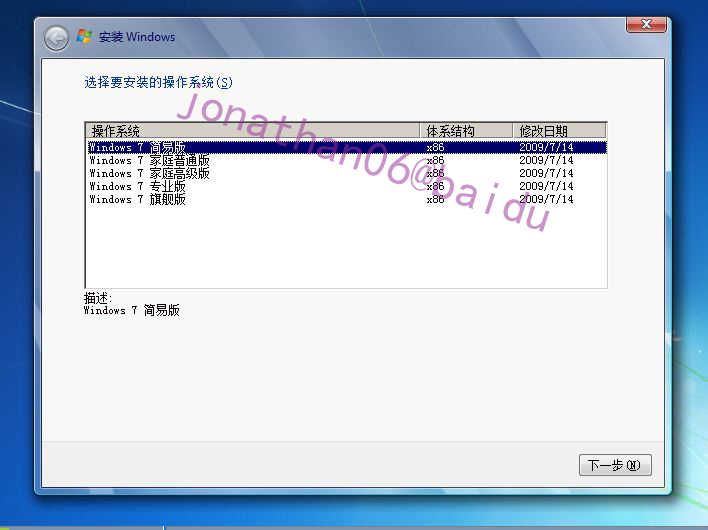 安装 Windows
选择要安装的操作系统(S)
操作系统 体系结构 修改日期
Windows 7 简易版 x86 2009/7/14
Windows 7 家庭普通版 x86 2009/7/14
Windows 7 家庭高级版 x86 2009/7/14
Windows 7 专业版 x86 2009/7/14
Windows 7 旗舰版 x86 2009/7/14
Jonathan06@baidu
描述:
Windows 7 简易版
下一步(N)